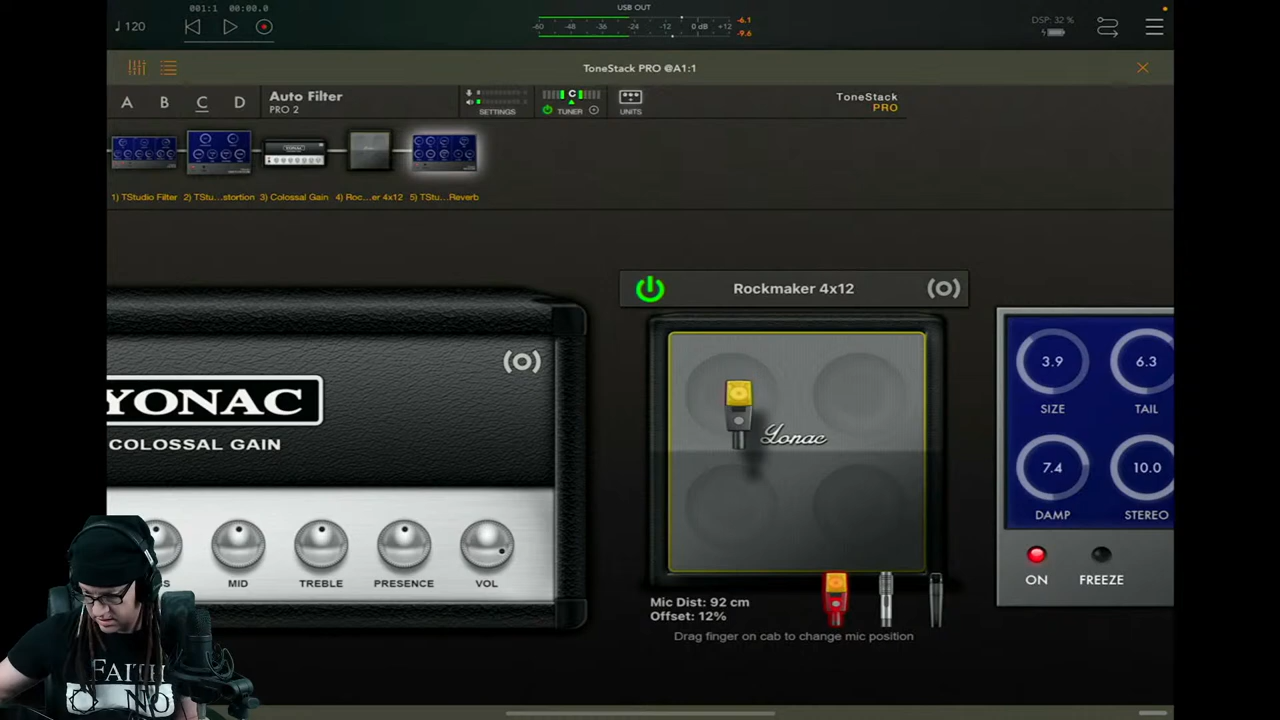 001:1 00:00.0
♩120
USB OUT
-60 -48 -36 -24 -12 0 dB +12
-6.1
-9.6
DSP: 32 %
ToneStack PRO @A1:1
A B C D
Auto Filter
PRO 2
SETTINGS
C
TUNER
UNITS
ToneStack
PRO
1) TStudio Filter 2) TStu...stortion 3) Colossal Gain 4) Roc...er 4x12 5) TStu...Reverb
Rockmaker 4x12
YONAC
COLOSSAL GAIN
Yonac
MID TREBLE PRESENCE VOL
3.9 6.3
SIZE TAIL
7.4 10.0
DAMP STEREO
ON FREEZE
Mic Dist: 92 cm
Offset: 12%
Drag finger on cab to change mic position
FAITH
NO